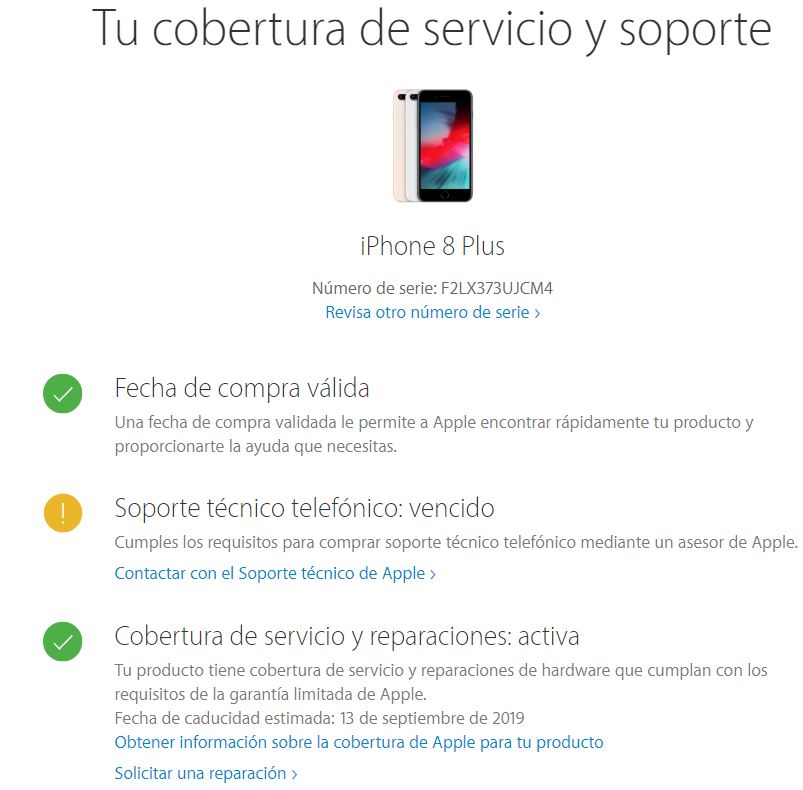 Tu cobertura de servicio y soporte
iPhone 8 Plus
Número de serie: F2LX373UJCM4
Revisa otro número de serie ›
Fecha de compra válida
Una fecha de compra validada le permite a Apple encontrar rápidamente tu producto y
proporcionarte la ayuda que necesitas.
Soporte técnico telefónico: vencido
Cumples los requisitos para comprar soporte técnico telefónico mediante un asesor de Apple.
Contactar con el Soporte técnico de Apple ›
Cobertura de servicio y reparaciones: activa
Tu producto tiene cobertura de servicio y reparaciones de hardware que cumplan con los
requisitos de la garantía limitada de Apple.
Fecha de caducidad estimada: 13 de septiembre de 2019
Obtener información sobre la cobertura de Apple para tu producto
Solicitar una reparación ›